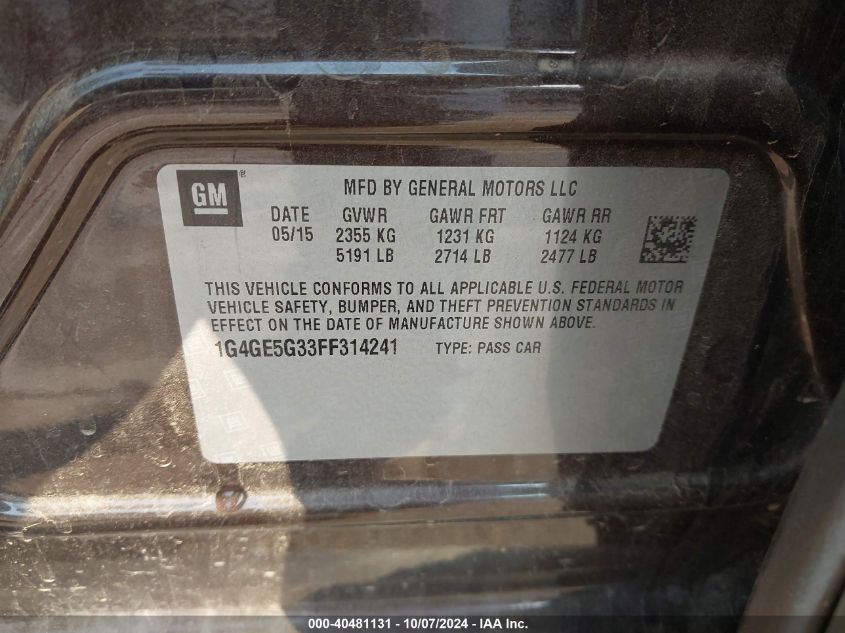 GM ® MFD BY GENERAL MOTORS LLC
DATE GVWR GAWR FRT GAWR RR
05/15 2355 KG 1231 KG 1124 KG
5191 LB 2714 LB 2477 LB
THIS VEHICLE CONFORMS TO ALL APPLICABLE U.S. FEDERAL MOTOR
VEHICLE SAFETY, BUMPER, AND THEFT PREVENTION STANDARDS IN
EFFECT ON THE DATE OF MANUFACTURE SHOWN ABOVE.
1G4GE5G33FF314241 TYPE: PASS CAR
000-40481131 - 10/07/2024 - IAA Inc.